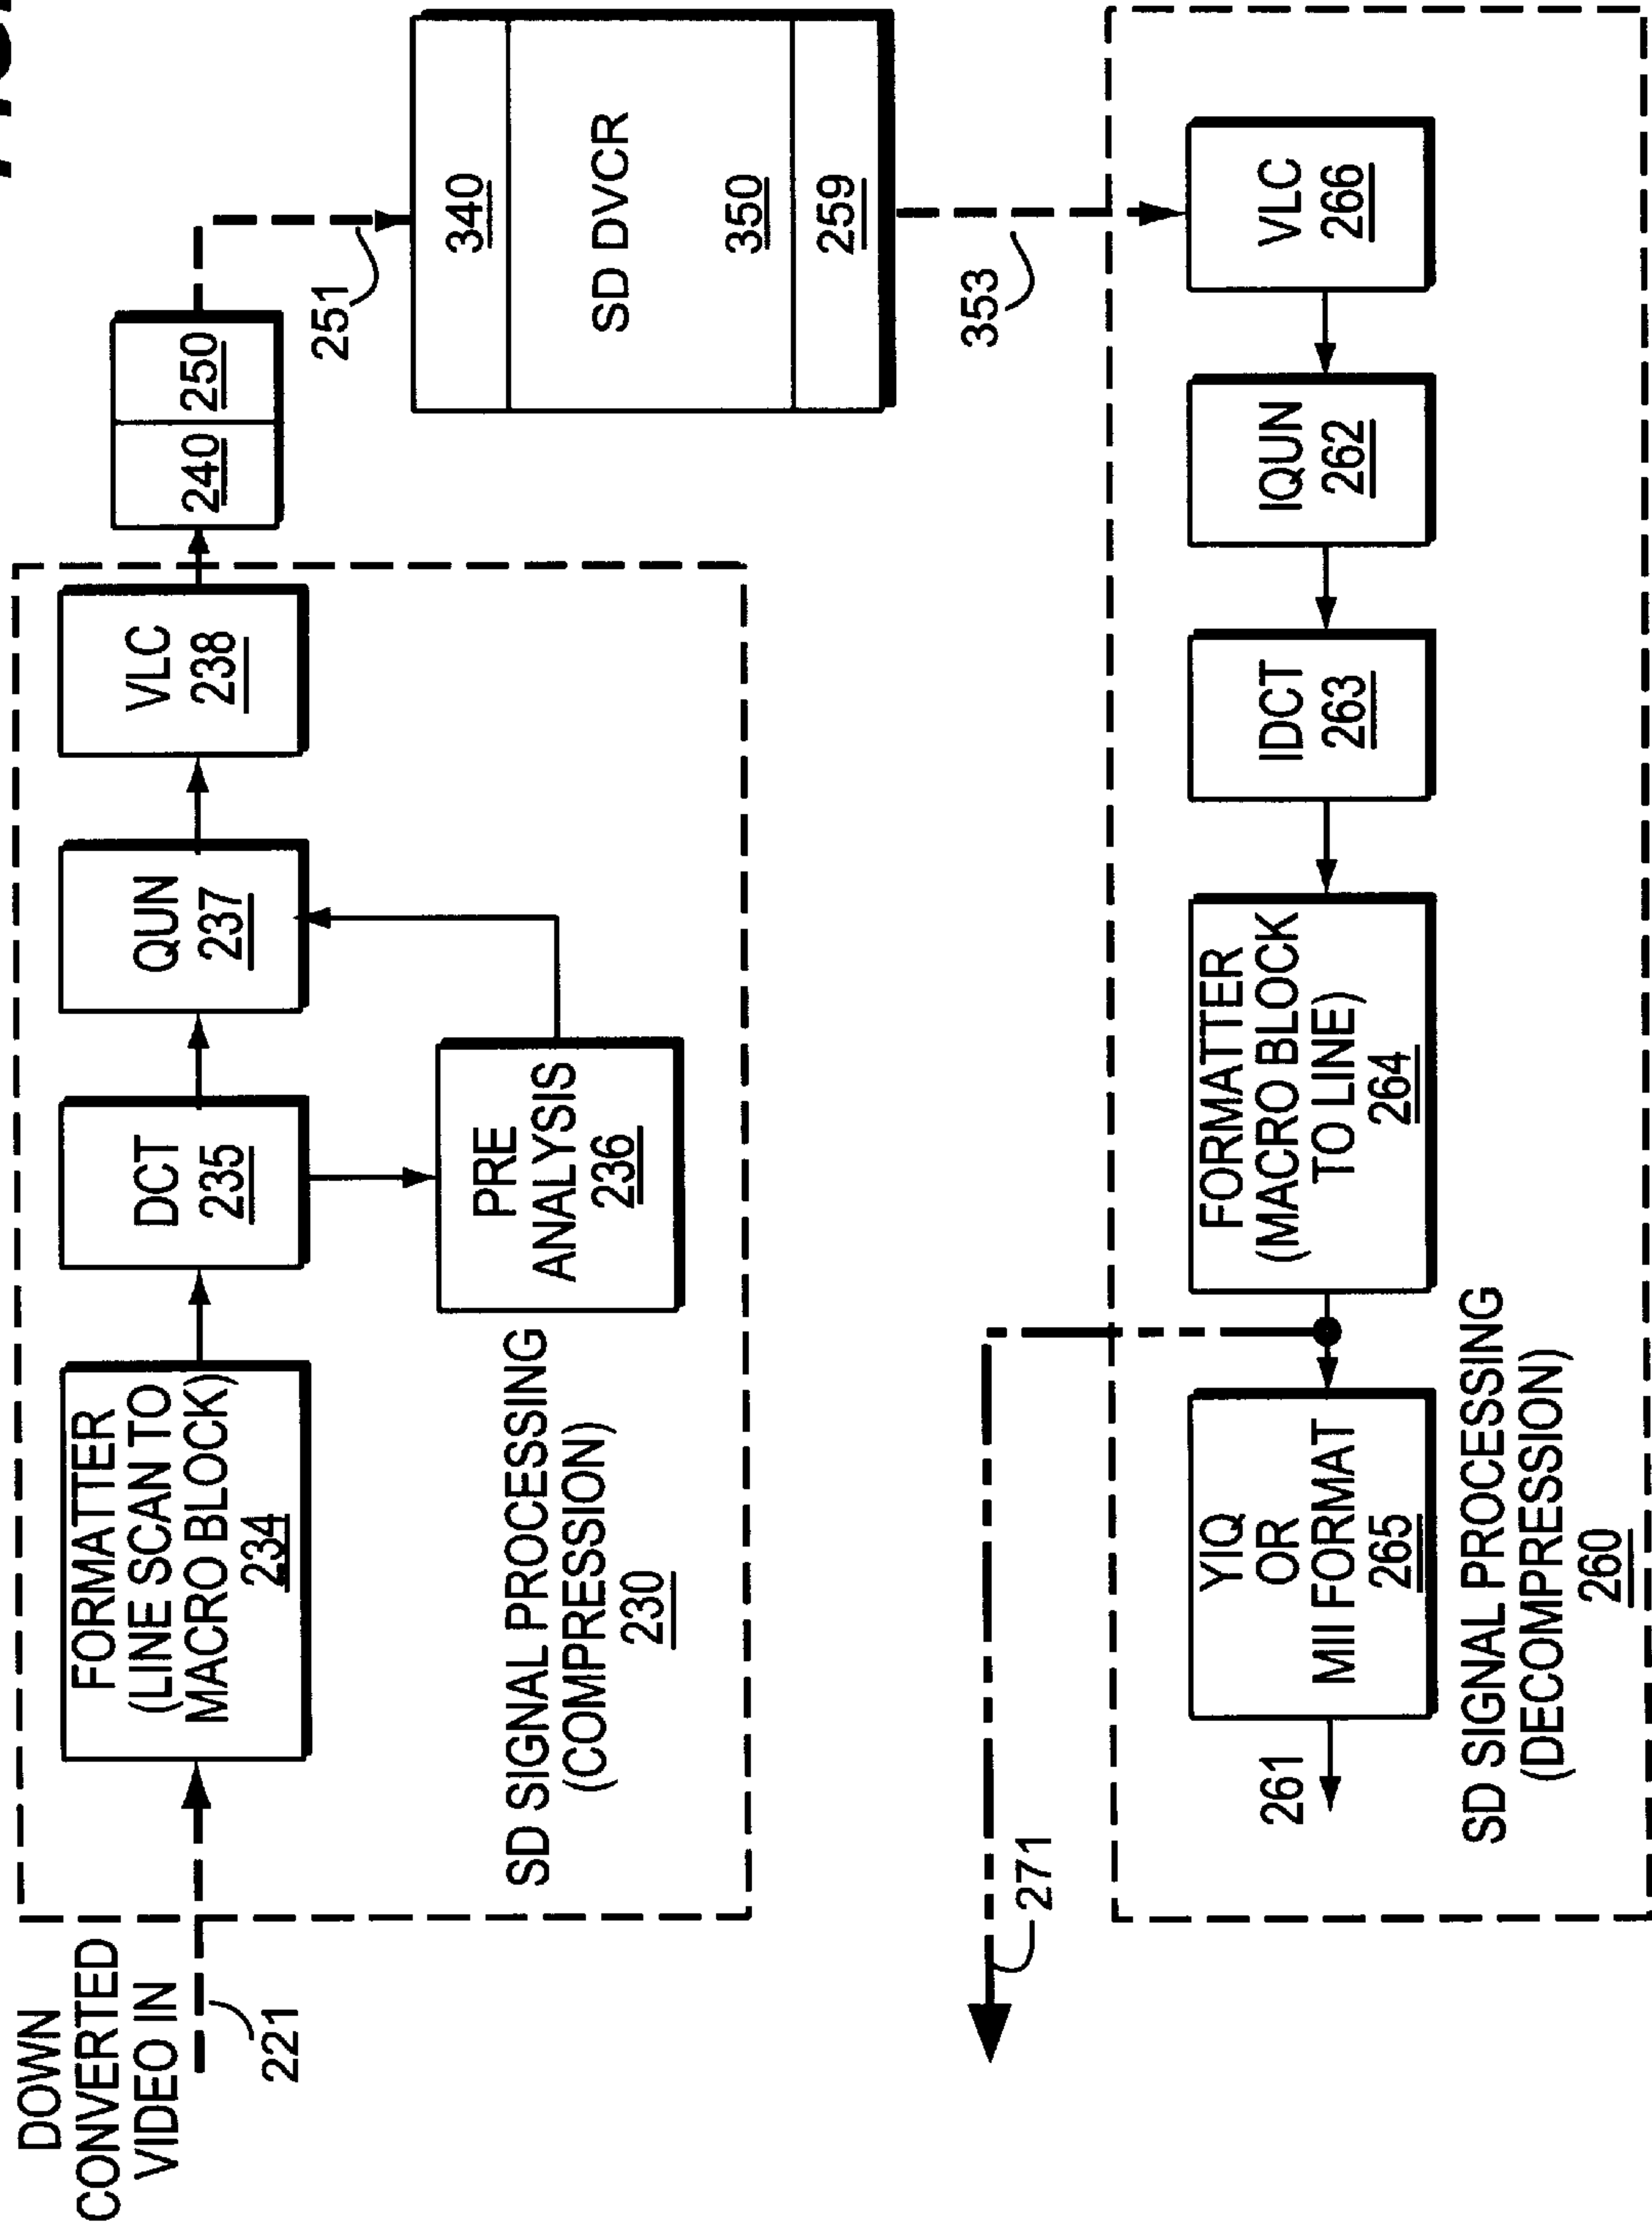 DOWN
CONVERTED
VIDEO IN
221
FORMATTER
(LINE SCAN TO
MACRO BLOCK)
234
DCT
235
QUN
237
VLC
238
240
250
PRE
ANALYSIS
236
SD SIGNAL PROCESSING
(COMPRESSION)
230
251
340
SD DVCR
350
259
353
271
261
YIQ
OR
MII FORMAT
265
FORMATTER
(MACRO BLOCK
TO LINE)
264
IDCT
263
IQUN
262
VLC
266
SD SIGNAL PROCESSING
(DECOMPRESSION)
260